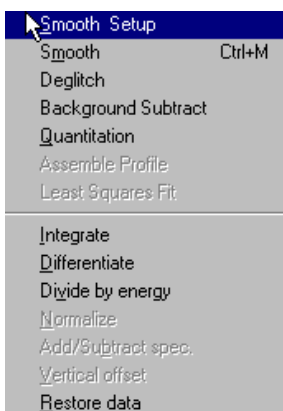 Smooth Setup
Smooth Ctrl+M
Deglitch
Background Subtract
Quantitation
Assemble Profile
Least Squares Fit
Integrate
Differentiate
Divide by energy
Normalize
Add/Subtract spec.
Vertical offset
Restore data